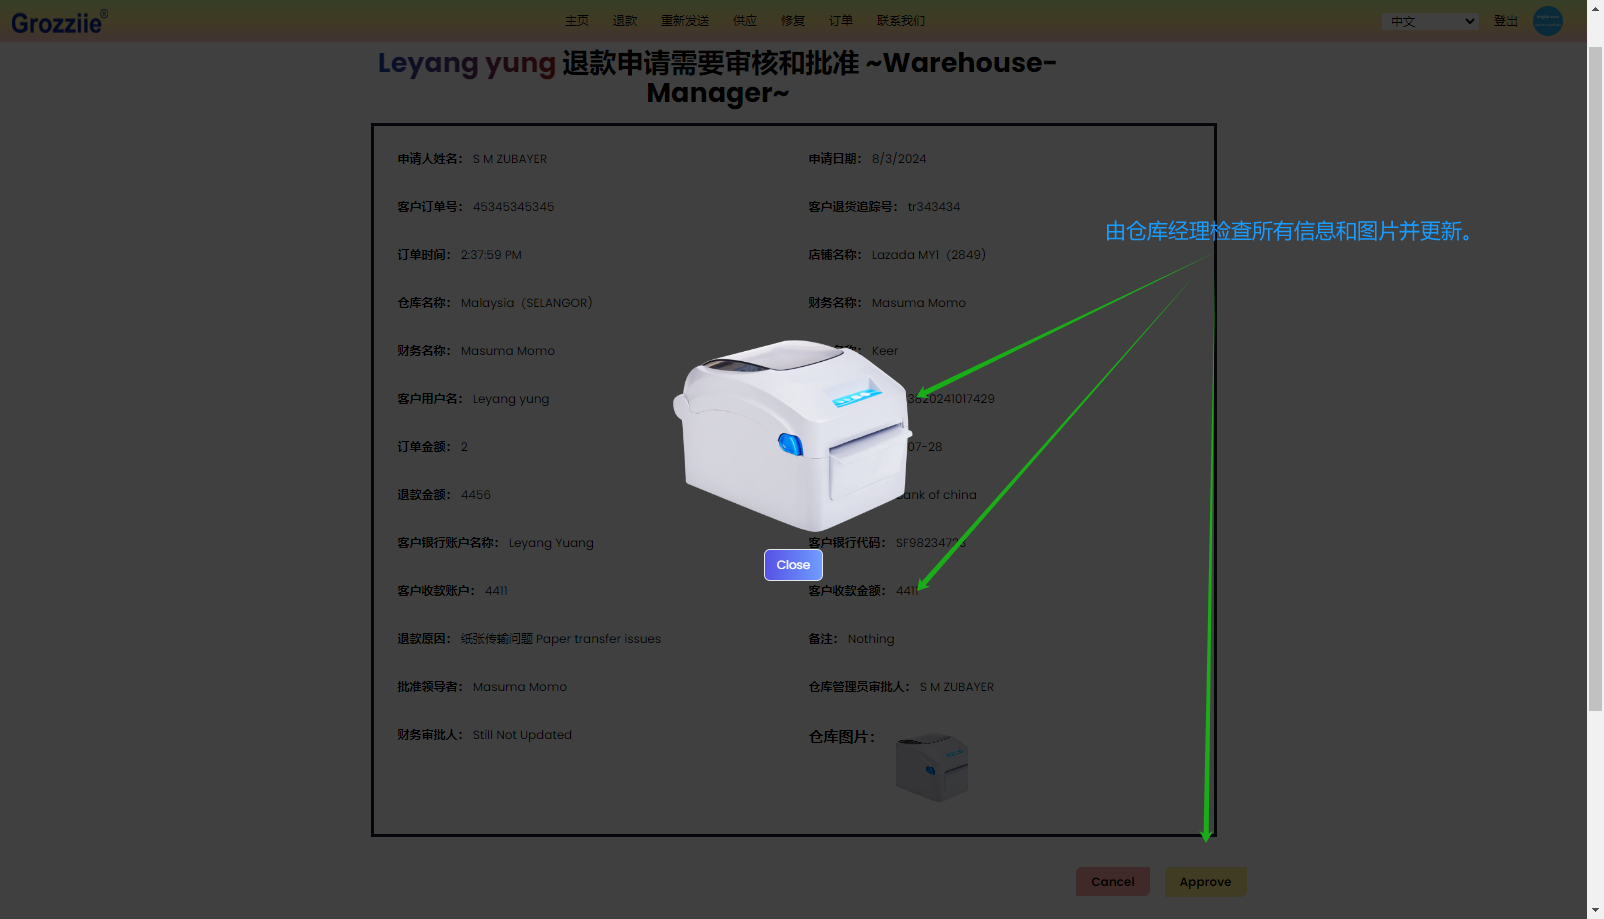 Grozziie®
主页 退款 重新发送 供应 修复 订单 联系我们 中文 登出
Leyang yung 退款申请需要审核和批准 ~Warehouse-
Manager~
申请人姓名: S M ZUBAYER 申请日期: 8/3/2024
客户订单号: 45345345345 客户退货追踪号: tr343434
由仓库经理检查所有信息和图片并更新。
订单时间: 2:37:59 PM 店铺名称: Lazada MY1（2849）
仓库名称: Malaysia（SELANGOR） 财务名称: Masuma Momo
财务名称: Masuma Momo 名称: Keer
客户用户名: Leyang yung 3820241017429
订单金额: 2 07-28
退款金额: 4456 Bank of china
客户银行账户名称: Leyang Yuang 客户银行代码: SF98234723
Close
客户收款账户: 4411 客户收款金额: 4411
退款原因: 纸张传输问题 Paper transfer issues 备注: Nothing
批准领导者: Masuma Momo 仓库管理员审批人: S M ZUBAYER
财务审批人: Still Not Updated 仓库图片:
Cancel Approve